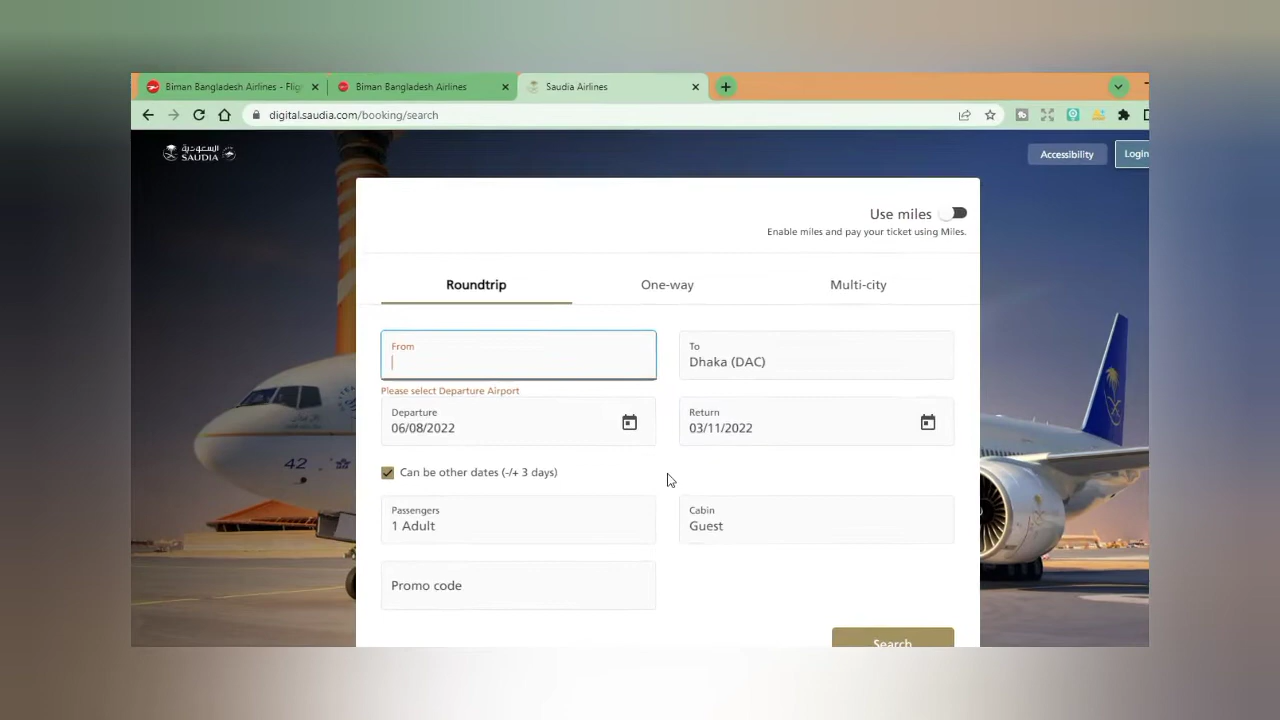 Biman Bangladesh Airlines - Flig
Biman Bangladesh Airlines
Saudia Airlines
digital.saudia.com/booking/search
السعودية
SAUDIA
Accessibility
Login
Use miles
Enable miles and pay your ticket using Miles.
Roundtrip
One-way
Multi-city
From
To
Dhaka (DAC)
Please select Departure Airport
Departure
06/08/2022
Return
03/11/2022
Can be other dates (-/+ 3 days)
Passengers
1 Adult
Cabin
Guest
Promo code
Search
42